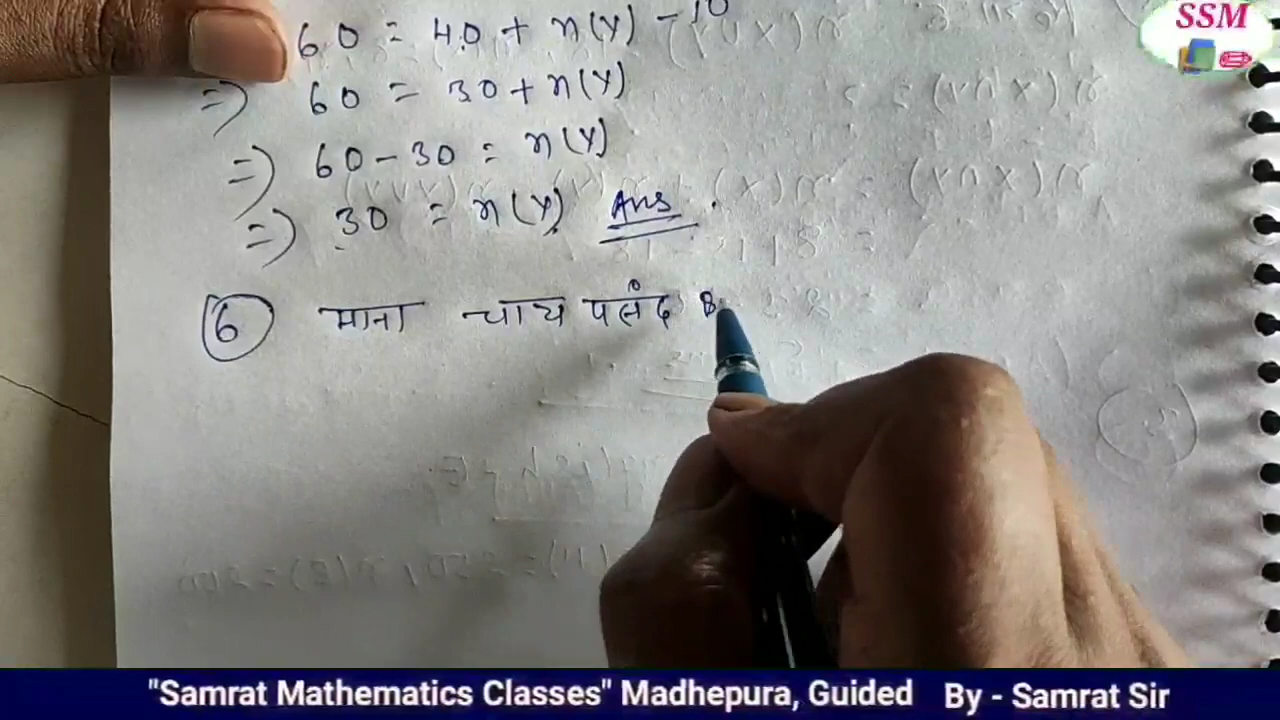 60 = 40 + n(Y) - 10
SSM
=) 60 = 30 + n(Y)
=) 60 - 30 = n(Y)
=) 30 = n(Y) Ans .
6 माना चाय पसंद
"Samrat Mathematics Classes" Madhepura, Guided By - Samrat Sir